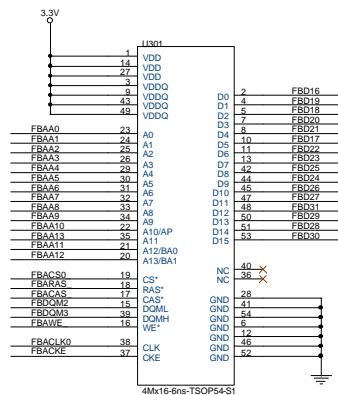 3.3V
U301
1 VDD
14 VDD
27 VDD
3 VDDQ
9 VDDQ
43 VDDQ
49 VDDQ
FBAA0 23 A0
FBAA1 24 A1
FBAA2 25 A2
FBAA3 26 A3
FBAA4 29 A4
FBAA5 30 A5
FBAA6 31 A6
FBAA7 32 A7
FBAA8 33 A8
FBAA9 34 A9
FBAA10 22 A10/AP
FBAA13 35 A11
FBAA11 21 A12/BA0
FBAA12 20 A13/BA1
FBACS0 19 CS*
FBARAS_ 18 RAS*
FBACAS_ 17 CAS*
FBDQM2 15 DQML
FBDQM3 39 DQMH
FBAWE_ 16 WE*
FBACLK0 38 CLK
FBACKE 37 CKE
D0 2 FBD16
D1 4 FBD19
D2 5 FBD18
D3 7 FBD20
D4 8 FBD21
D5 10 FBD17
D6 11 FBD22
D7 13 FBD23
D8 42 FBD25
D9 44 FBD24
D10 45 FBD26
D11 47 FBD27
D12 48 FBD31
D13 50 FBD29
D14 51 FBD28
D15 53 FBD30
NC 40
NC 36
GND 28
GND 41
GND 54
GND 6
GND 12
GND 46
GND 52
4Mx16-6ns-TSOP54-S1